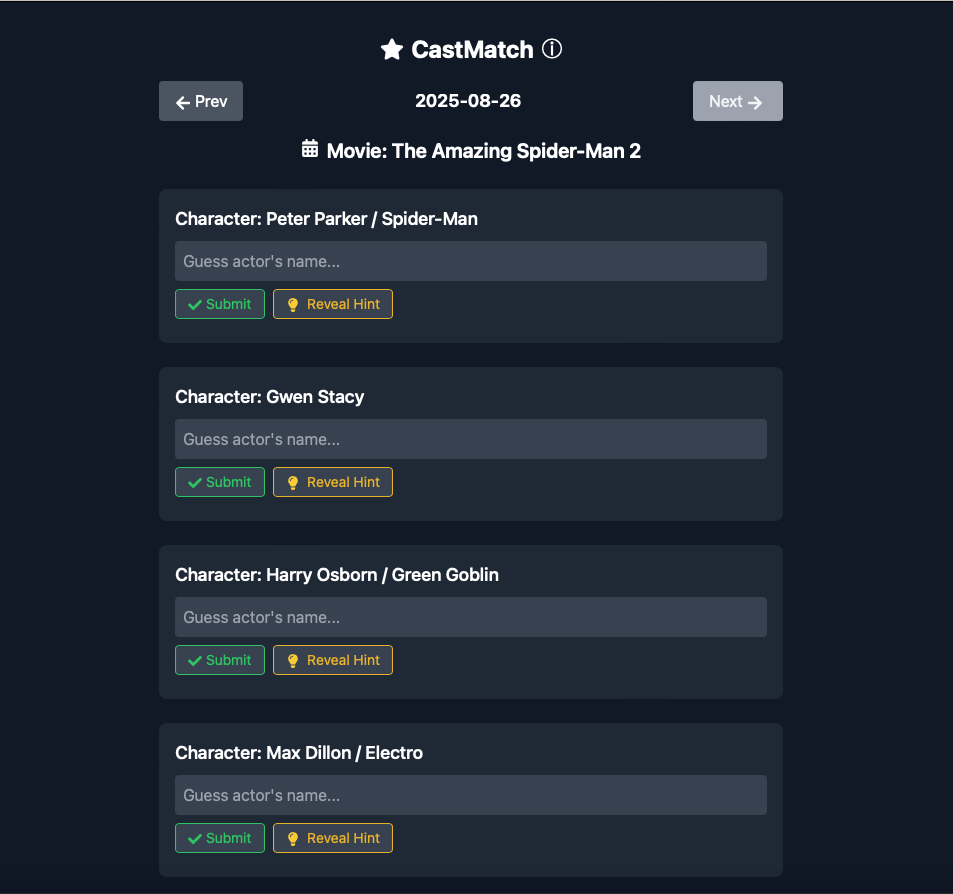 CastMatch ⓘ
Prev
2025-08-26
Next
Movie: The Amazing Spider-Man 2
Character: Peter Parker / Spider-Man
Guess actor's name...
Submit
Reveal Hint
Character: Gwen Stacy
Guess actor's name...
Submit
Reveal Hint
Character: Harry Osborn / Green Goblin
Guess actor's name...
Submit
Reveal Hint
Character: Max Dillon / Electro
Guess actor's name...
Submit
Reveal Hint